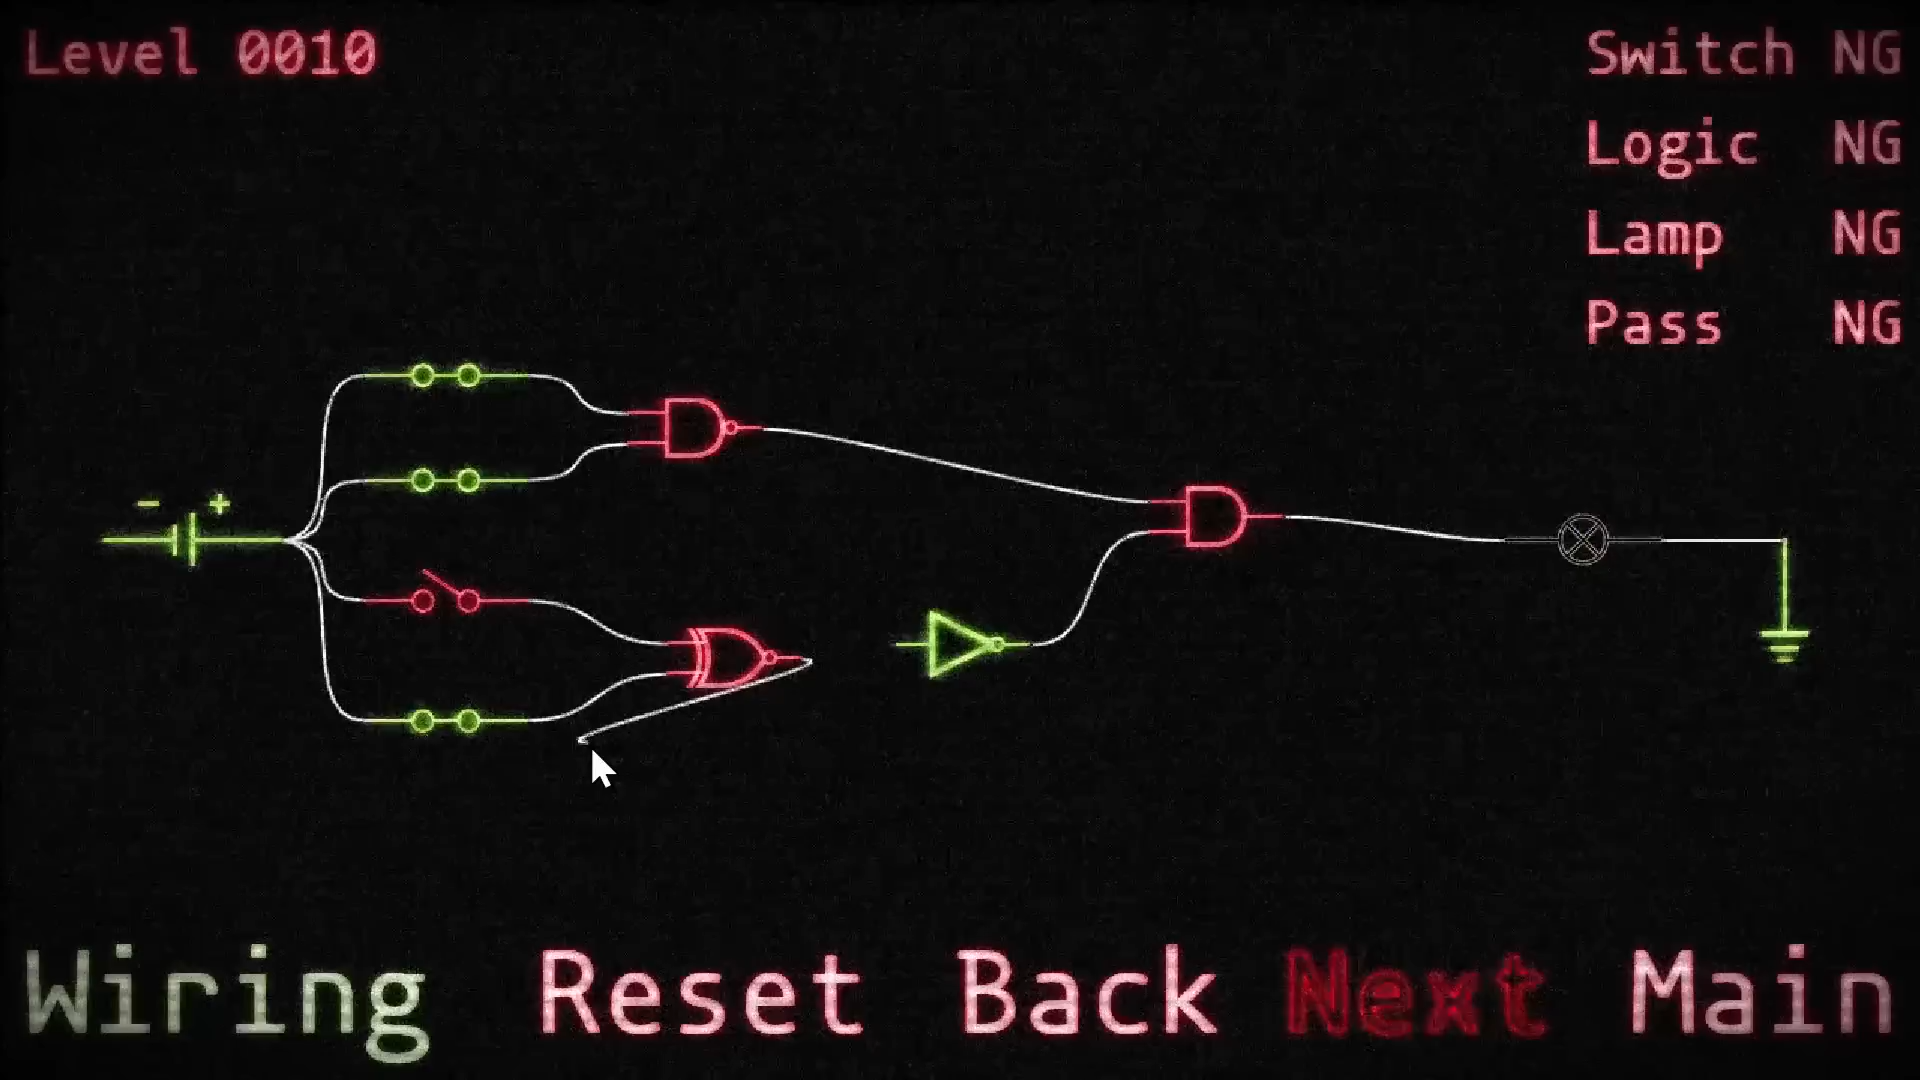 Level 0010
Switch NG
Logic NG
Lamp NG
Pass NG
- +
Wiring Reset Back Next Main